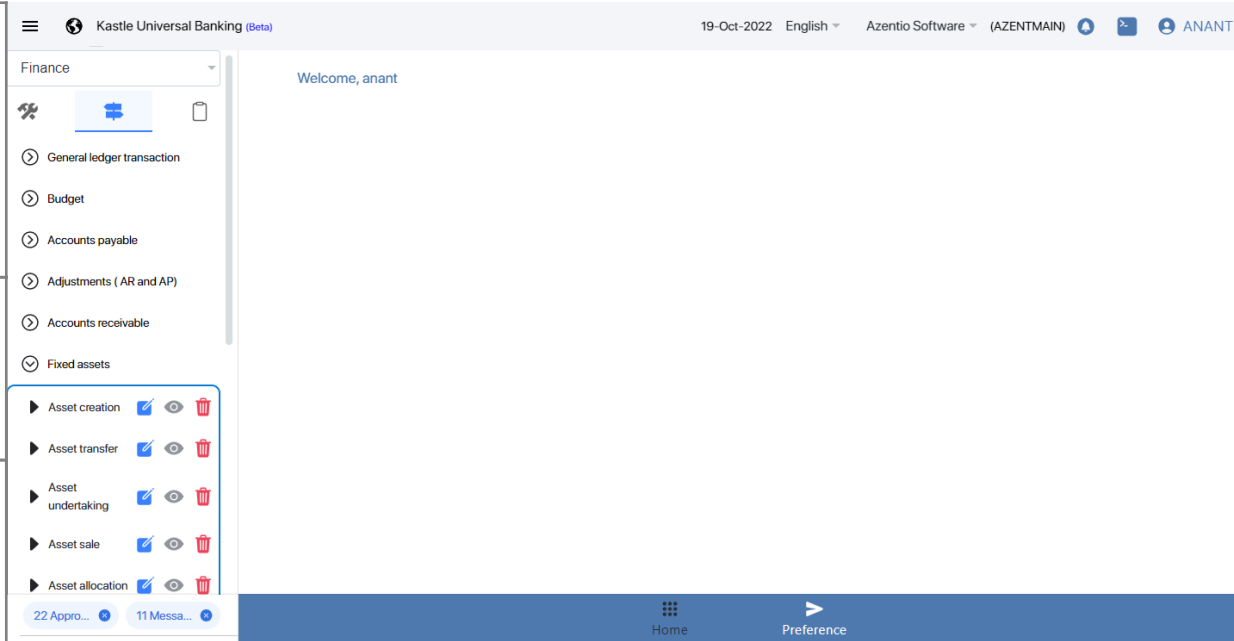 Kastle Universal Banking (Beta)
19-Oct-2022 English Azentio Software (AZENTMAIN) ANANT
Finance
Welcome, anant
General ledger transaction
Budget
Accounts payable
Adjustments ( AR and AP)
Accounts receivable
Fixed assets
Asset creation
Asset transfer
Asset
undertaking
Asset sale
Asset allocation
22 Appro... 11 Messa...
Home Preference